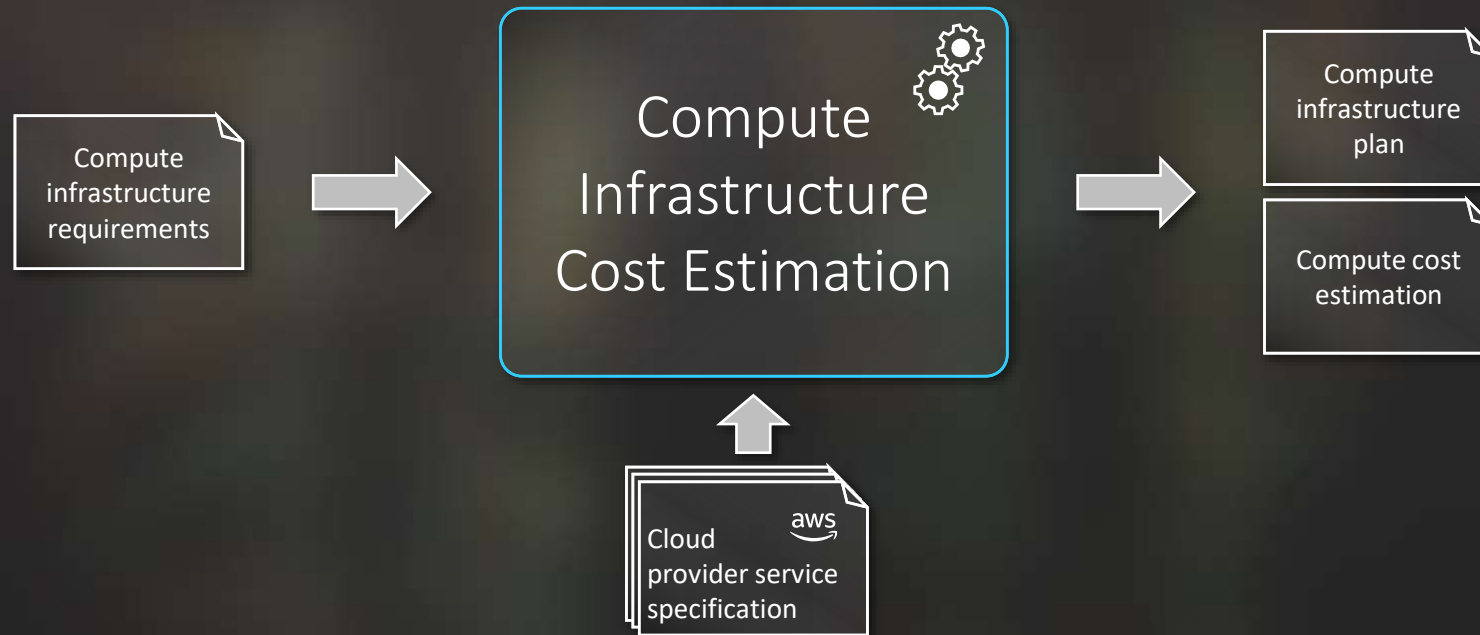 Compute
infrastructure
requirements
Compute
Infrastructure
Cost Estimation
Compute
infrastructure
plan
Compute cost
estimation
aws
Cloud
provider service
specification